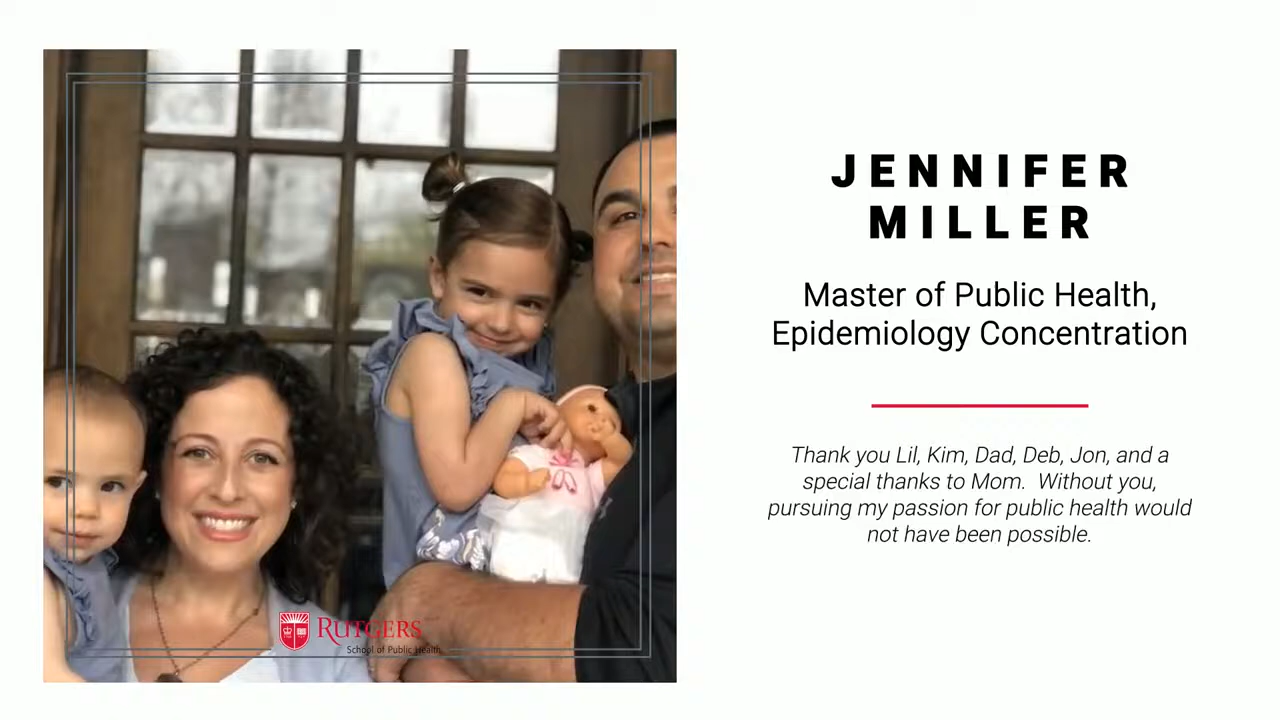 JENNIFER
MILLER
Master of Public Health,
Epidemiology Concentration
Thank you Lil, Kim, Dad, Deb, Jon, and a
special thanks to Mom.  Without you,
pursuing my passion for public health would
not have been possible.
RUTGERS
School of Public Health